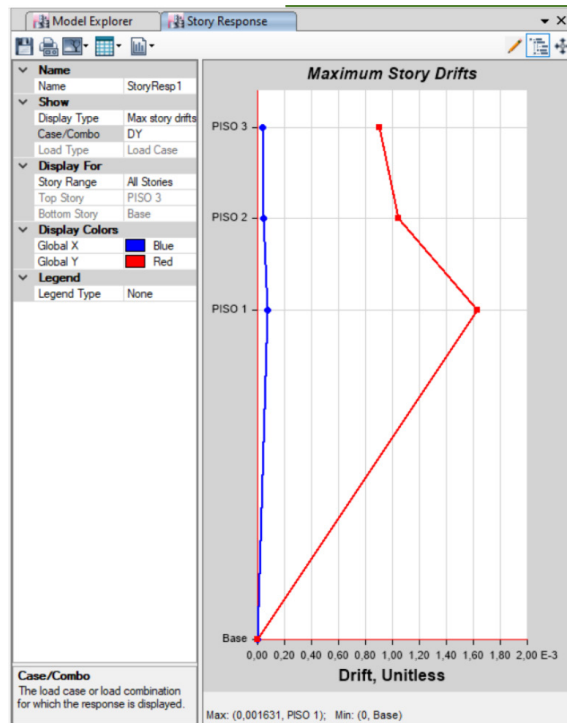 Model Explorer
Story Response
Name
Name StoryResp1
Show
Display Type Max story drifts
Case/Combo DY
Load Type Load Case
Display For
Story Range All Stories
Top Story PISO 3
Bottom Story Base
Display Colors
Global X Blue
Global Y Red
Legend
Legend Type None
Case/Combo
The load case or load combination
for which the response is displayed.
Maximum Story Drifts
PISO 3
PISO 2
PISO 1
Base
0,00 0,20 0,40 0,60 0,80 1,00 1,20 1,40 1,60 1,80 2,00 E-3
Drift, Unitless
Max: (0,001631, PISO 1); Min: (0, Base)